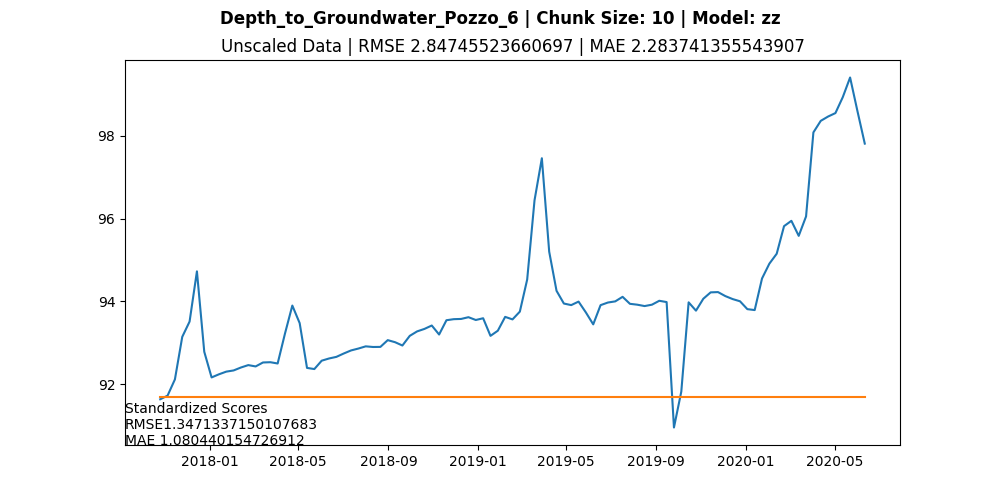 Depth_to_Groundwater_Pozzo_6 | Chunk Size: 10 | Model: zz
Unscaled Data | RMSE 2.84745523660697 | MAE 2.283741355543907
98
96
94
92
Standardized Scores
RMSE1.3471337150107683
MAE 1.080440154726912
2018-01 2018-05 2018-09 2019-01 2019-05 2019-09 2020-01 2020-05